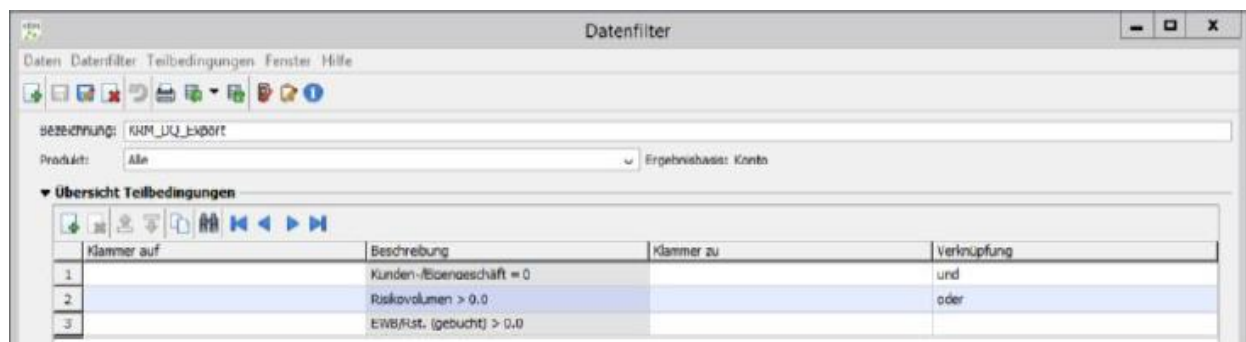 Datenfilter
Daten Datenfilter Teilbedingungen Fenster Hilfe
Bezeichnung: KRM_DQ_Export
Produkt: Alle Ergebnisbasis: Konto
Übersicht Teilbedingungen
Klammer auf Beschreibung Klammer zu Verknüpfung
1 Kunden-/Eigengeschäft = 0 und
2 Risikovolumen > 0.0 oder
3 EWB/Rst. (gebucht) > 0.0